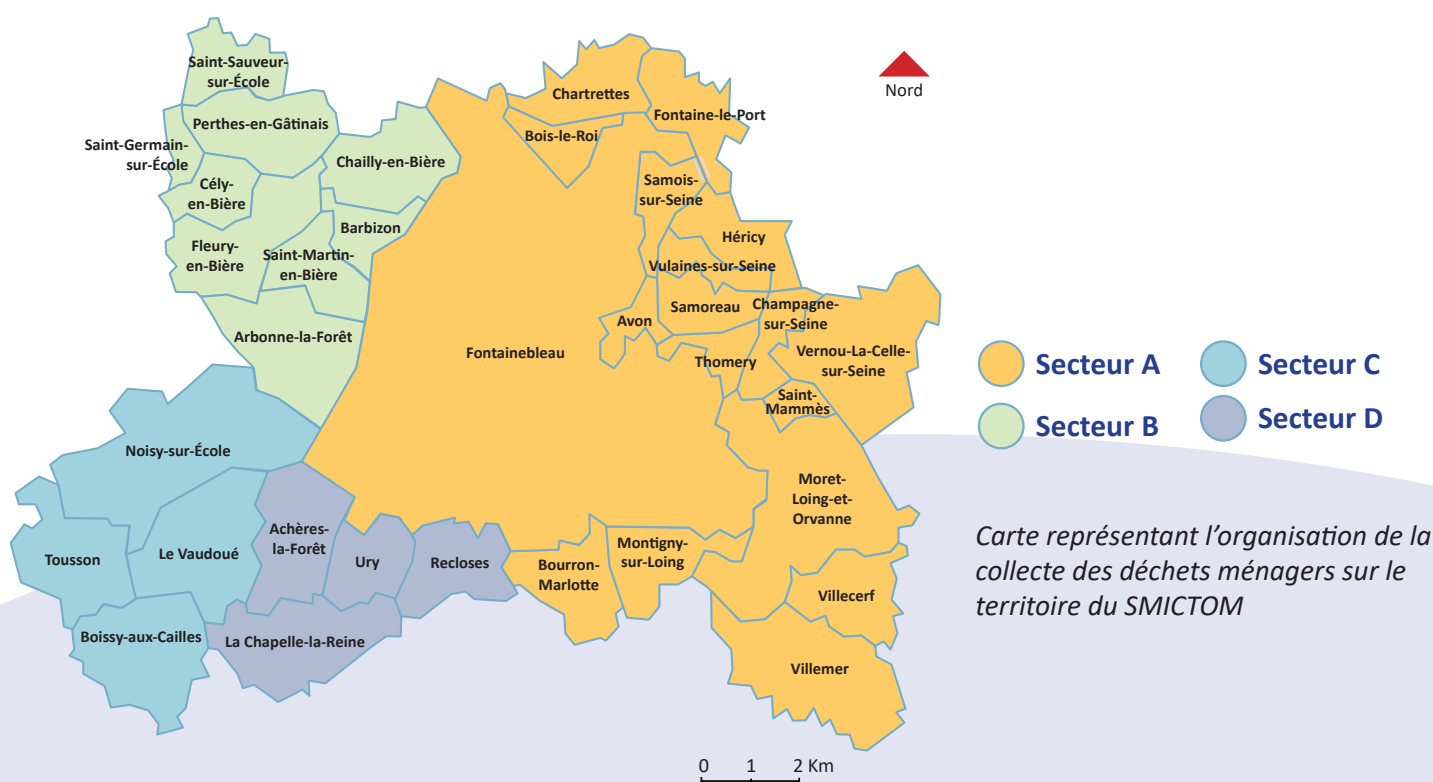 Saint-Sauveur-
sur-École
Perthes-en-Gâtinais
Saint-Germain-
sur-École
Cély-
en-Bière
Chailly-en-Bière
Barbizon
Fleury-
en-Bière
Saint-Martin-
en-Bière
Arbonne-la-Forêt
Chartrettes
Bois-le-Roi
Fontaine-le-Port
Samois-
sur-Seine
Héricy
Vulaines-sur-Seine
Samoreau
Champagne-
sur-Seine
Avon
Fontainebleau
Thomery
Vernou-La-Celle-
sur-Seine
Saint-
Mammès
Moret-
Loing-et-
Orvanne
Noisy-sur-École
Tousson
Le Vaudoué
Achères-
la-Forêt
Ury
Recloses
Bourron-
Marlotte
Montigny-
sur-Loing
Villecerf
Boissy-aux-Cailles
La Chapelle-la-Reine
Villemer
Nord
Secteur A
Secteur C
Secteur B
Secteur D
Carte représentant l’organisation de la
collecte des déchets ménagers sur le
territoire du SMICTOM
0 1 2 Km